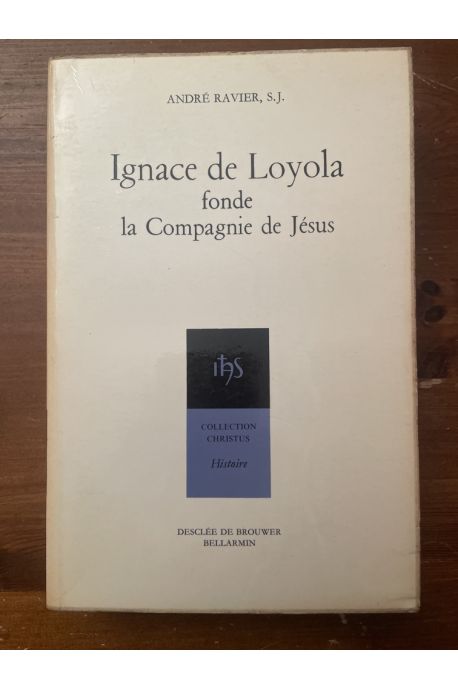 ANDRÉ RAVIER, S.J.
Ignace de Loyola
fonde
la Compagnie de Jésus
ihs
COLLECTION
CHRISTUS
Histoire
DESCLÉE DE BROUWER
BELLARMIN